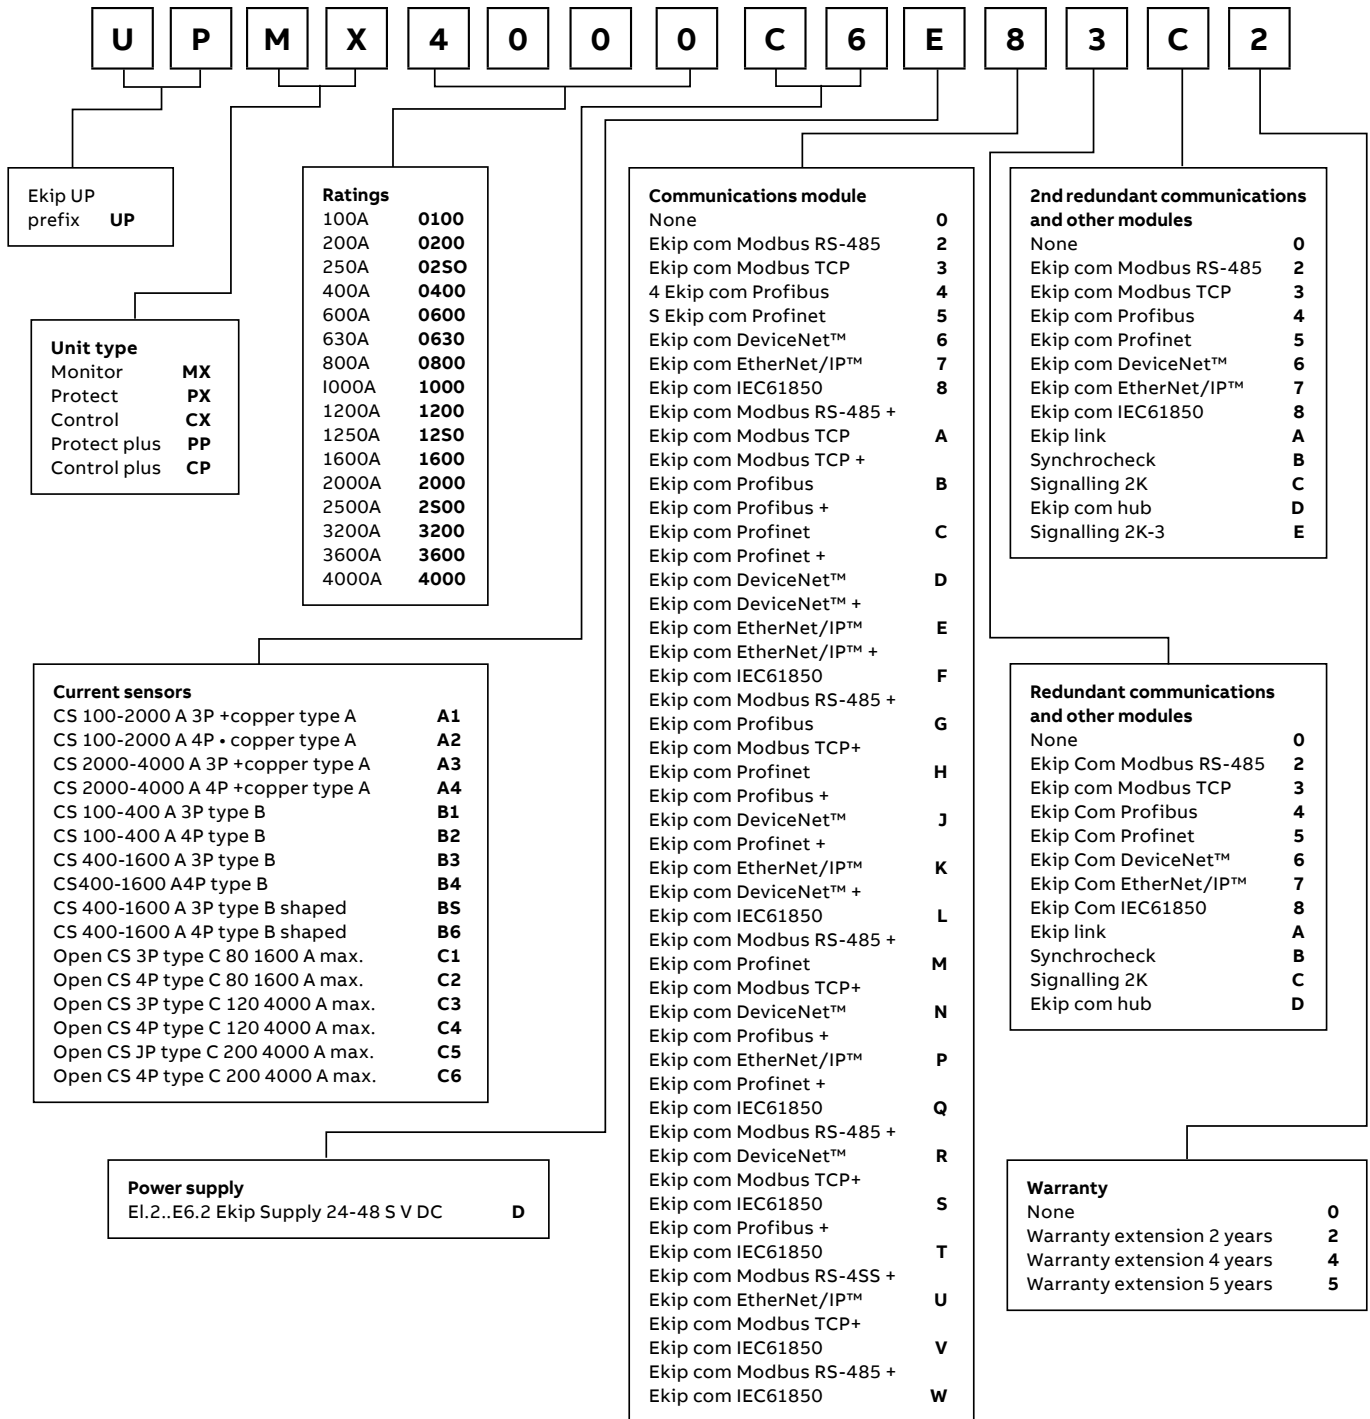 U P M X 4 0 0 0 C 6 E 8 3 C 2
Ekip UP
prefix UP
Unit type
Monitor MX
Protect PX
Control CX
Protect plus PP
Control plus CP
Ratings
100A 0100
200A 0200
250A 02SO
400A 0400
600A 0600
630A 0630
800A 0800
I000A 1000
1200A 1200
1250A 12S0
1600A 1600
2000A 2000
2500A 2S00
3200A 3200
3600A 3600
4000A 4000
Current sensors
CS 100-2000 A 3P +copper type A A1
CS 100-2000 A 4P • copper type A A2
CS 2000-4000 A 3P +copper type A A3
CS 2000-4000 A 4P +copper type A A4
CS 100-400 A 3P type B B1
CS 100-400 A 4P type B B2
CS 400-1600 A 3P type B B3
CS400-1600 A4P type B B4
CS 400-1600 A 3P type B shaped BS
CS 400-1600 A 4P type B shaped B6
Open CS 3P type C 80 1600 A max. C1
Open CS 4P type C 80 1600 A max. C2
Open CS 3P type C 120 4000 A max. C3
Open CS 4P type C 120 4000 A max. C4
Open CS JP type C 200 4000 A max. C5
Open CS 4P type C 200 4000 A max. C6
Power supply
El.2..E6.2 Ekip Supply 24-48 S V DC D
Communications module
None 0
Ekip com Modbus RS-485 2
Ekip com Modbus TCP 3
4 Ekip com Profibus 4
S Ekip com Profinet 5
Ekip com DeviceNet™ 6
Ekip com EtherNet/IP™ 7
Ekip com IEC61850 8
Ekip com Modbus RS-485 +
Ekip com Modbus TCP A
Ekip com Modbus TCP +
Ekip com Profibus B
Ekip com Profibus +
Ekip com Profinet C
Ekip com Profinet +
Ekip com DeviceNet™ D
Ekip com DeviceNet™ +
Ekip com EtherNet/IP™ E
Ekip com EtherNet/IP™ +
Ekip com IEC61850 F
Ekip com Modbus RS-485 +
Ekip com Profibus G
Ekip com Modbus TCP+
Ekip com Profinet H
Ekip com Profibus +
Ekip com DeviceNet™ J
Ekip com Profinet +
Ekip com EtherNet/IP™ K
Ekip com DeviceNet™ +
Ekip com IEC61850 L
Ekip com Modbus RS-485 +
Ekip com Profinet M
Ekip com Modbus TCP+
Ekip com DeviceNet™ N
Ekip com Profibus +
Ekip com EtherNet/IP™ P
Ekip com Profinet +
Ekip com IEC61850 Q
Ekip com Modbus RS-485 +
Ekip com DeviceNet™ R
Ekip com Modbus TCP+
Ekip com IEC61850 S
Ekip com Profibus +
Ekip com IEC61850 T
Ekip com Modbus RS-4SS +
Ekip com EtherNet/IP™ U
Ekip com Modbus TCP+
Ekip com IEC61850 V
Ekip com Modbus RS-485 +
Ekip com IEC61850 W
2nd redundant communications
and other modules
None 0
Ekip com Modbus RS-485 2
Ekip com Modbus TCP 3
Ekip com Profibus 4
Ekip com Profinet 5
Ekip com DeviceNet™ 6
Ekip com EtherNet/IP™ 7
Ekip com IEC61850 8
Ekip link A
Synchrocheck B
Signalling 2K C
Ekip com hub D
Signalling 2K-3 E
Redundant communications
and other modules
None 0
Ekip Com Modbus RS-485 2
Ekip com Modbus TCP 3
Ekip Com Profibus 4
Ekip Com Profinet 5
Ekip Com DeviceNet™ 6
Ekip Com EtherNet/IP™ 7
Ekip Com IEC61850 8
Ekip link A
Synchrocheck B
Signalling 2K C
Ekip com hub D
Warranty
None 0
Warranty extension 2 years 2
Warranty extension 4 years 4
Warranty extension 5 years 5